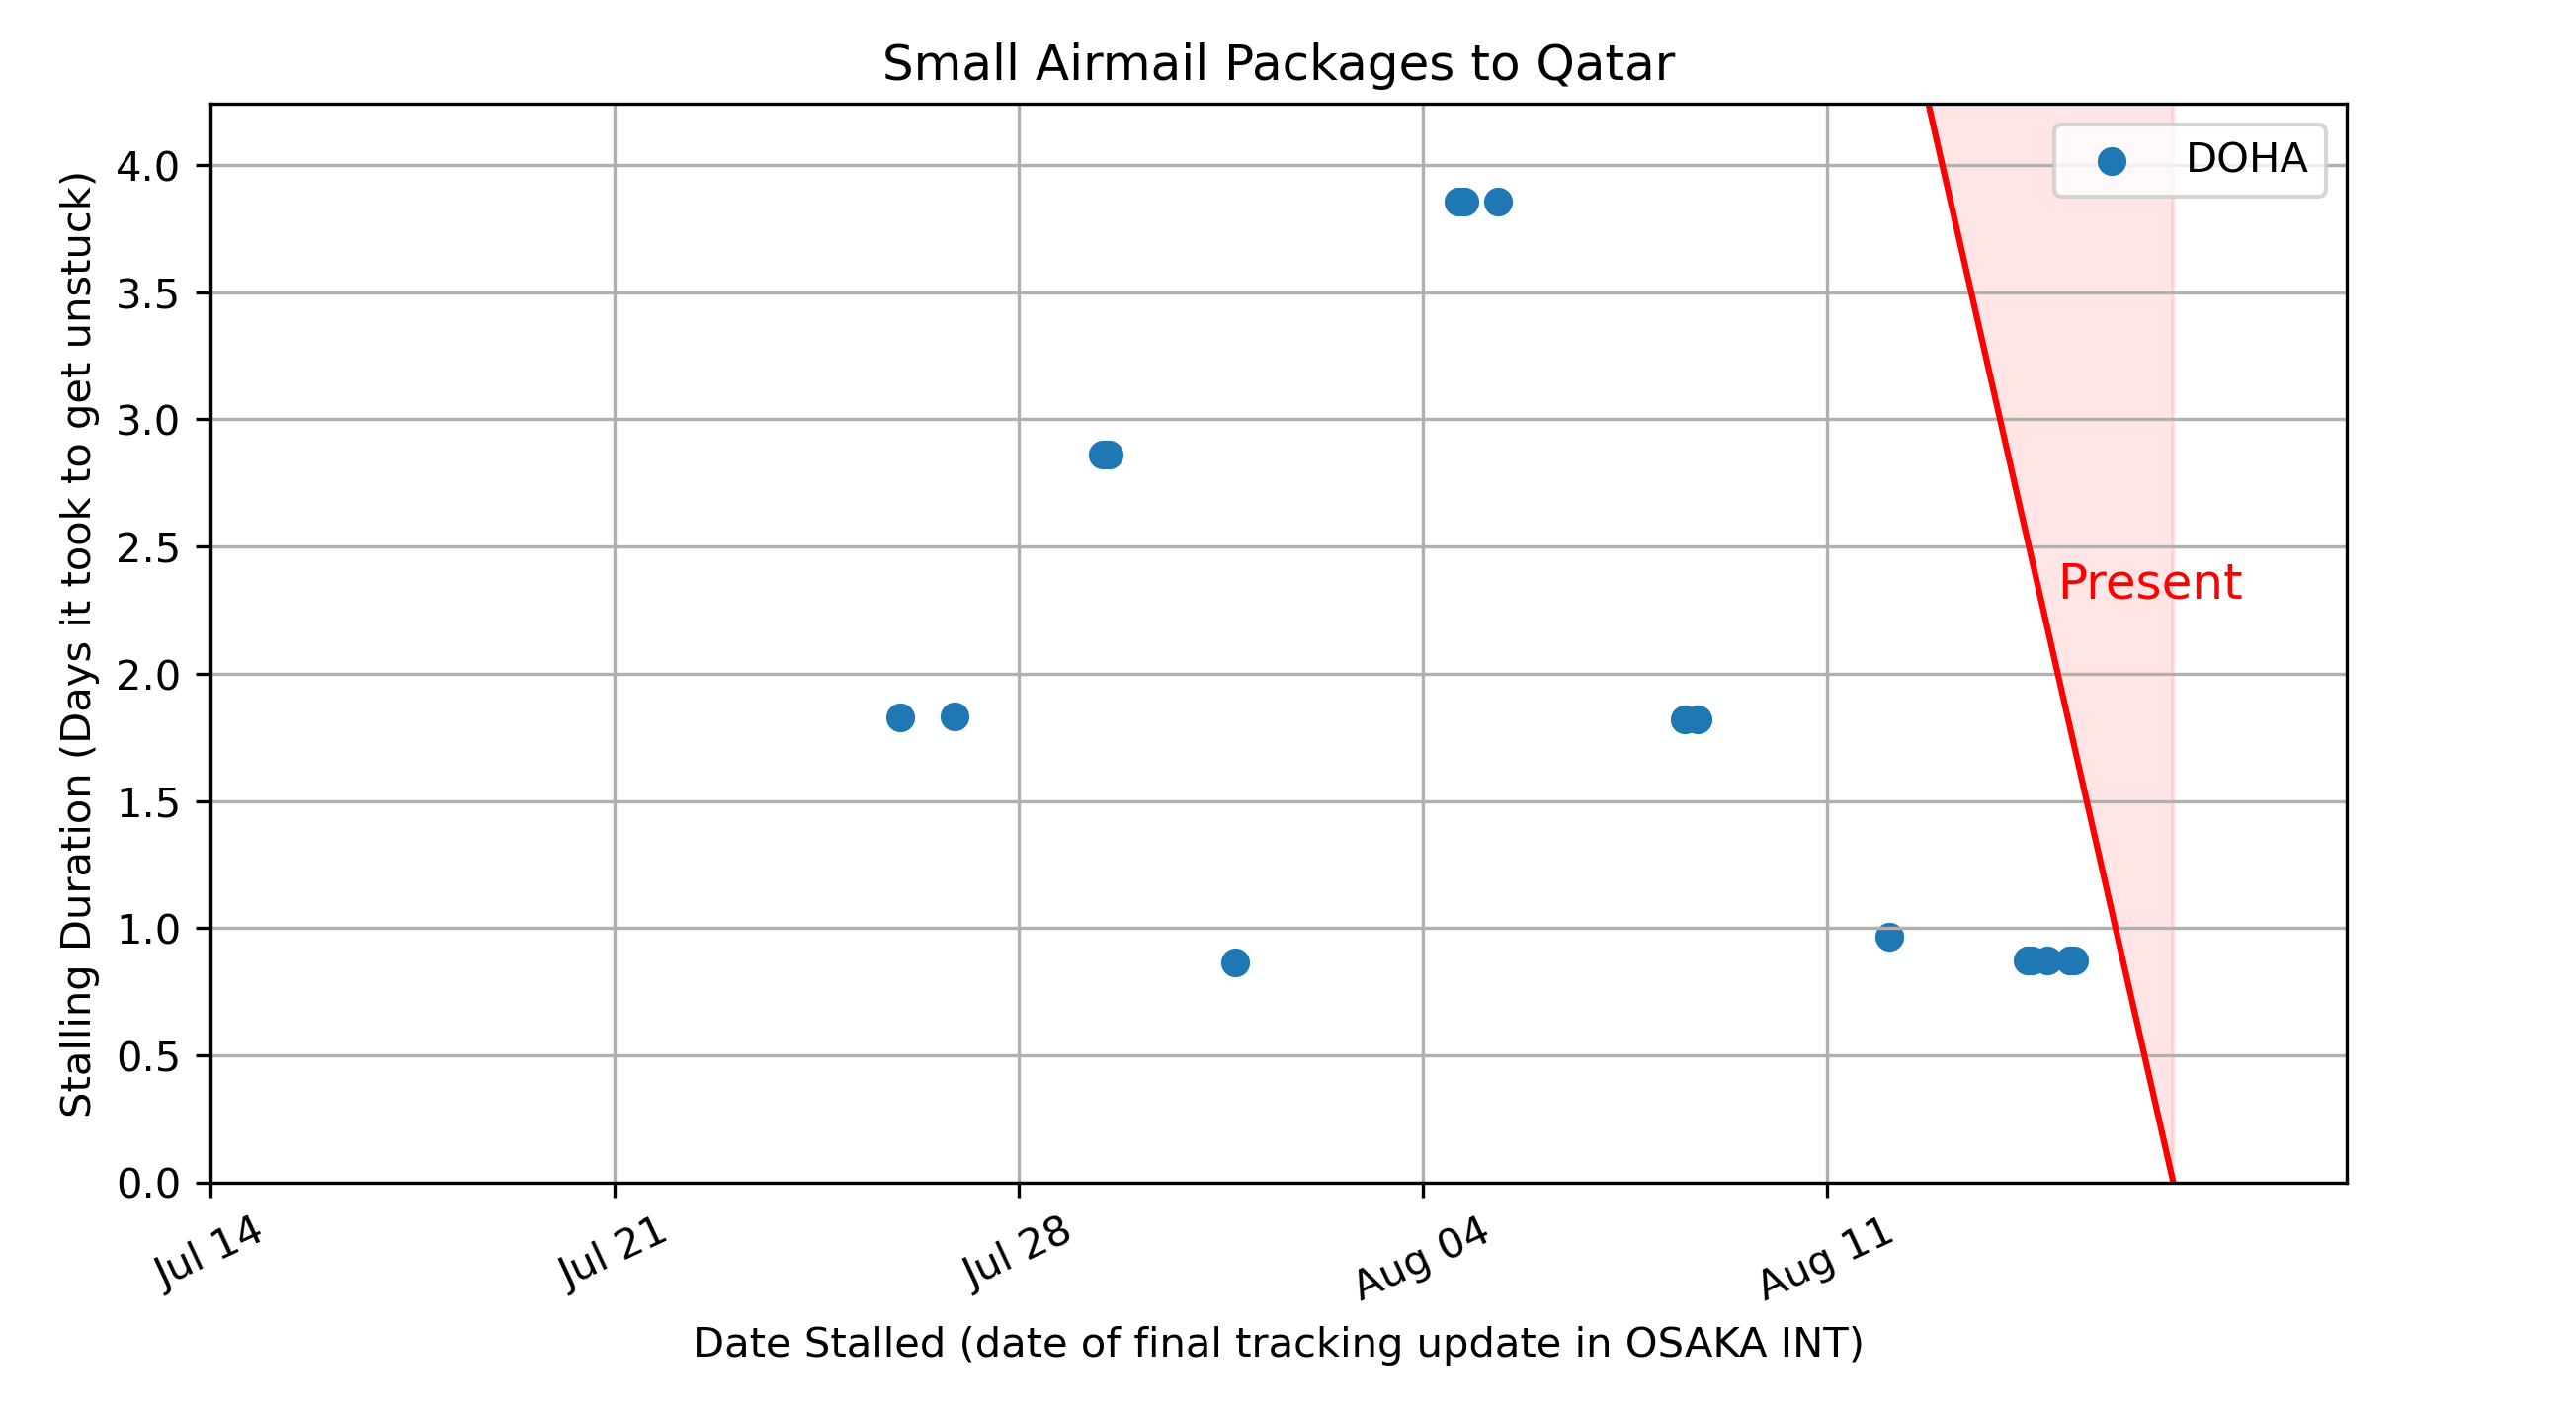 Small Airmail Packages to Qatar
DOHA
Present
Stalling Duration (Days it took to get unstuck)
4.0
3.5
3.0
2.5
2.0
1.5
1.0
0.5
0.0
Jul 14
Jul 21
Jul 28
Aug 04
Aug 11
Date Stalled (date of final tracking update in OSAKA INT)